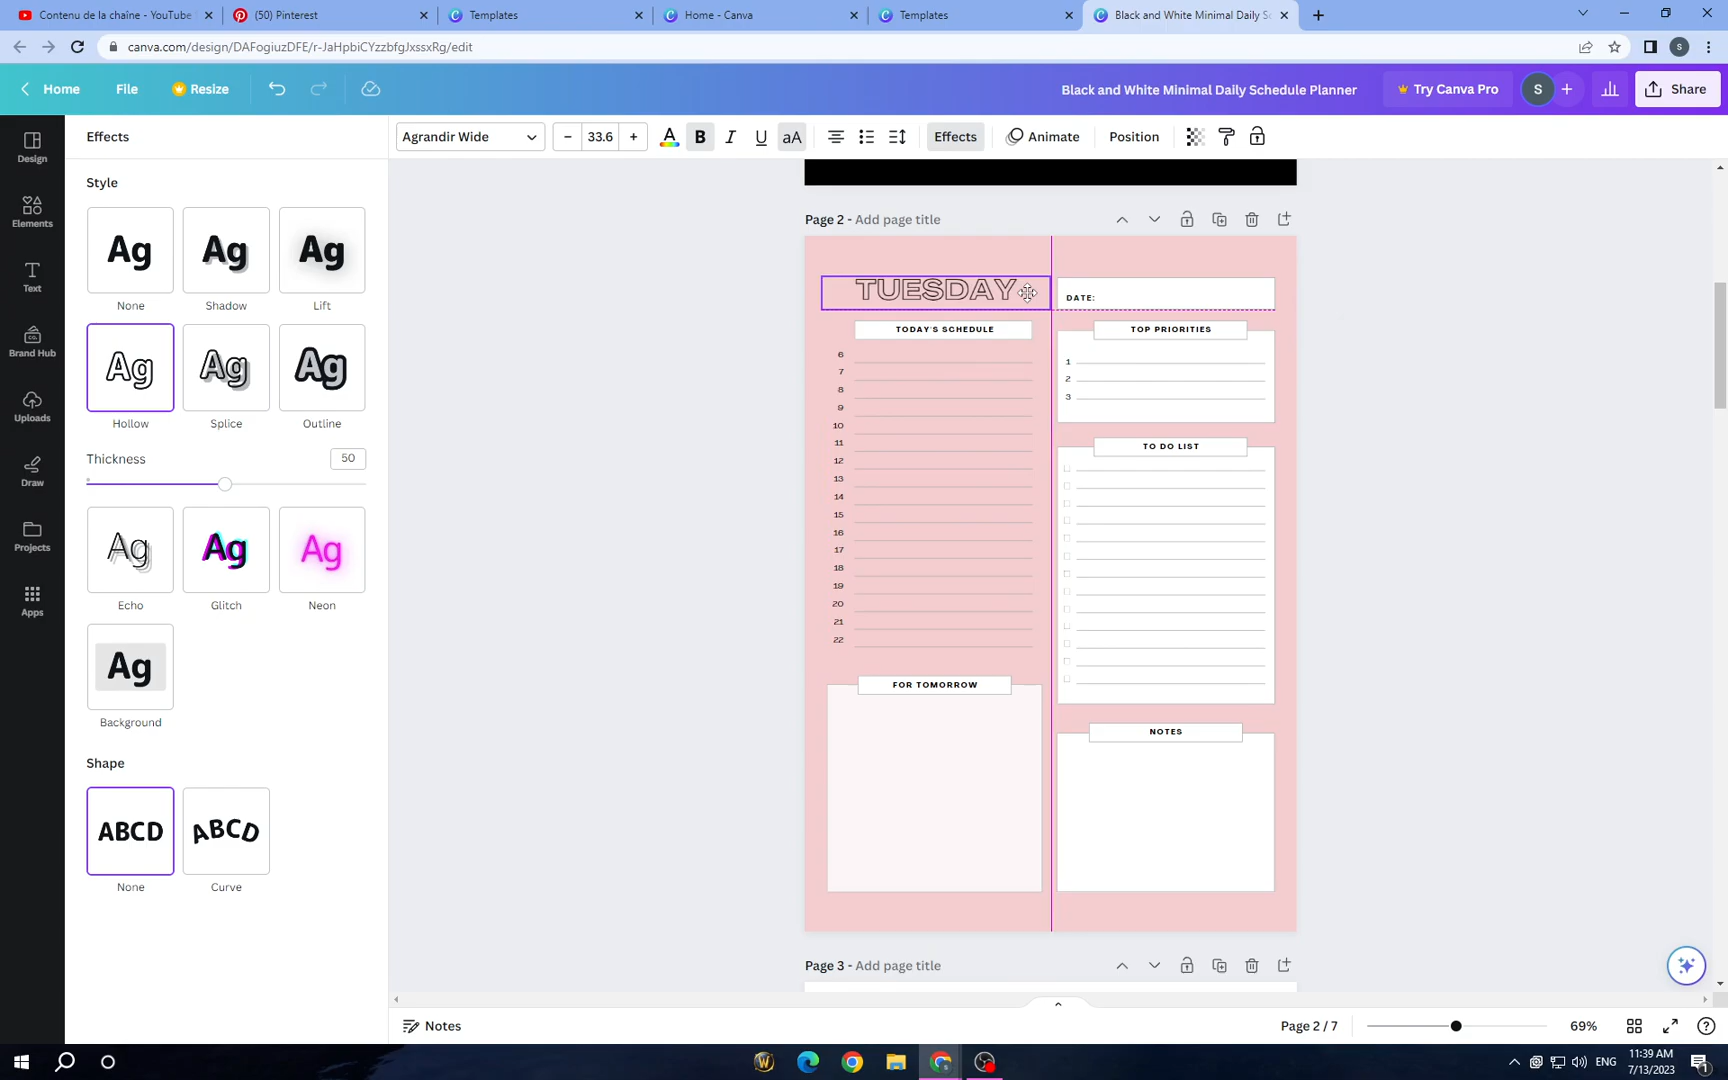 Contenu de la chaîne - YouTube
(50) Pinterest
Templates
Home - Canva
Templates
Black and White Minimal Daily Sc
canva.com/design/DAFogiuzDFE/r-JaHpbiCYzzbfgJxssxRg/edit
S
Home
File
Resize
Black and White Minimal Daily Schedule Planner
Try Canva Pro
S
Share
Design
Elements
Text
Brand Hub
Uploads
Draw
Projects
Apps
Effects
Agrandir Wide
33.6
A
B
I
U
aA
Effects
Animate
Position
Style
Ag
Ag
Ag
None
Shadow
Lift
Ag
Ag
Ag
Hollow
Splice
Outline
Thickness
50
Ag
Ag
Ag
Echo
Glitch
Neon
Ag
Background
Shape
ABCD
ABCD
None
Curve
Page 2 - Add page title
TUESDAY
DATE:
TODAY'S SCHEDULE
6
7
8
9
10
11
12
13
14
15
16
17
18
19
20
21
22
TOP PRIORITIES
1
2
3
TO DO LIST
FOR TOMORROW
NOTES
Page 3 - Add page title
Notes
Page 2 / 7
69%
ENG
11:39 AM
7/13/2023
1